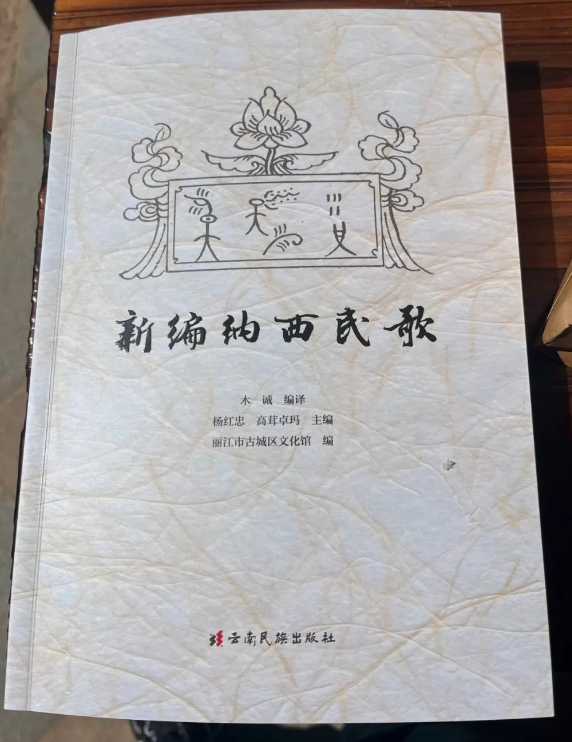 新编纳西民歌
木 诚 编译
杨红忠 高茸卓玛 主编
丽江市古城区文化馆 编
云南民族出版社